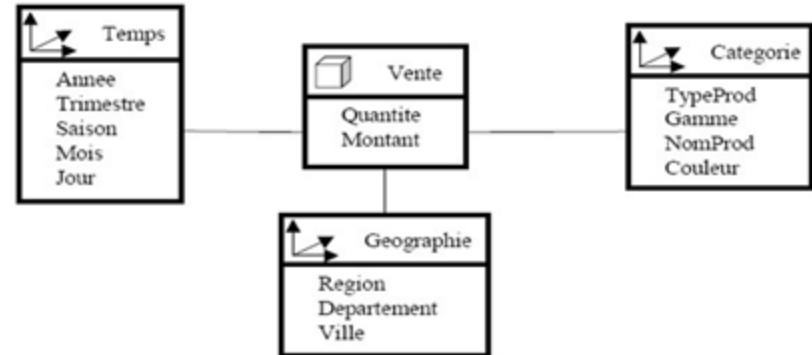 Temps
Annee
Trimestre
Saison
Mois
Jour
Vente
Quantite
Montant
Categorie
TypeProd
Gamme
NomProd
Couleur
Geographie
Region
Departement
Ville